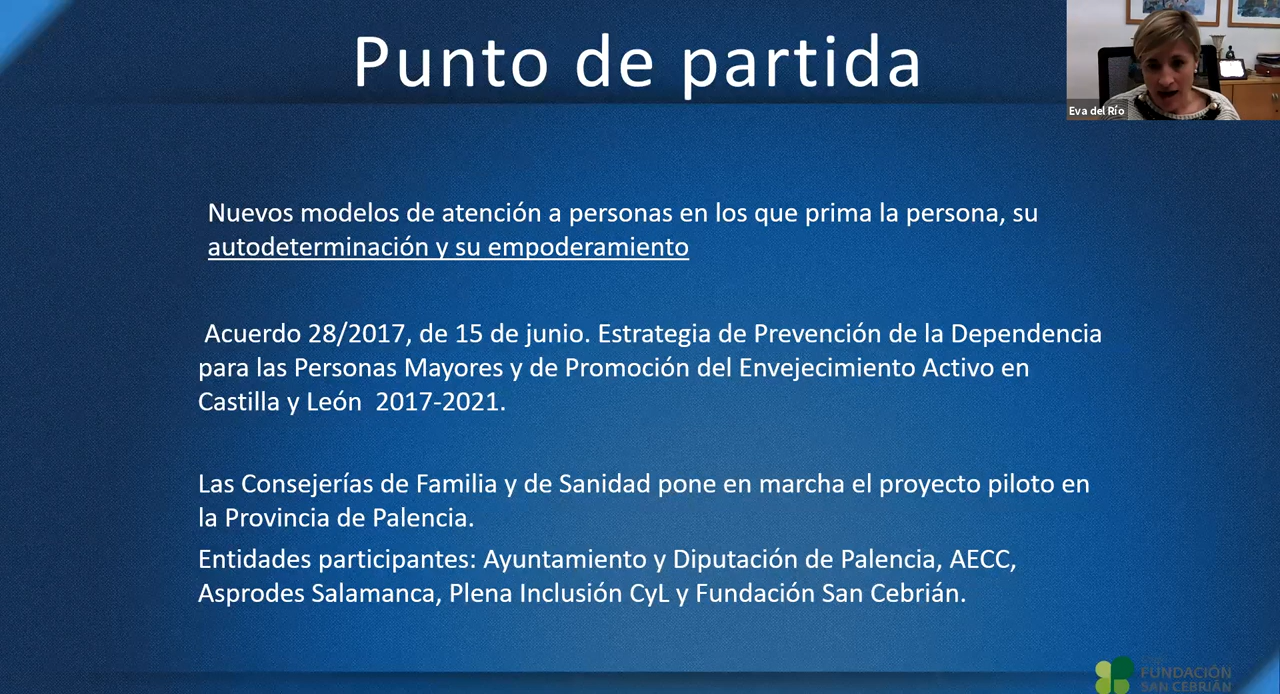 Punto de partida
Eva del Río
Nuevos modelos de atención a personas en los que prima la persona, su
autodeterminación y su empoderamiento
Acuerdo 28/2017, de 15 de junio. Estrategia de Prevención de la Dependencia
para las Personas Mayores y de Promoción del Envejecimiento Activo en
Castilla y León 2017-2021.
Las Consejerías de Familia y de Sanidad pone en marcha el proyecto piloto en
la Provincia de Palencia.
Entidades participantes: Ayuntamiento y Diputación de Palencia, AECC,
Asprodes Salamanca, Plena Inclusión CyL y Fundación San Cebrián.
FUNDACIÓN
SAN CEBRIÁN